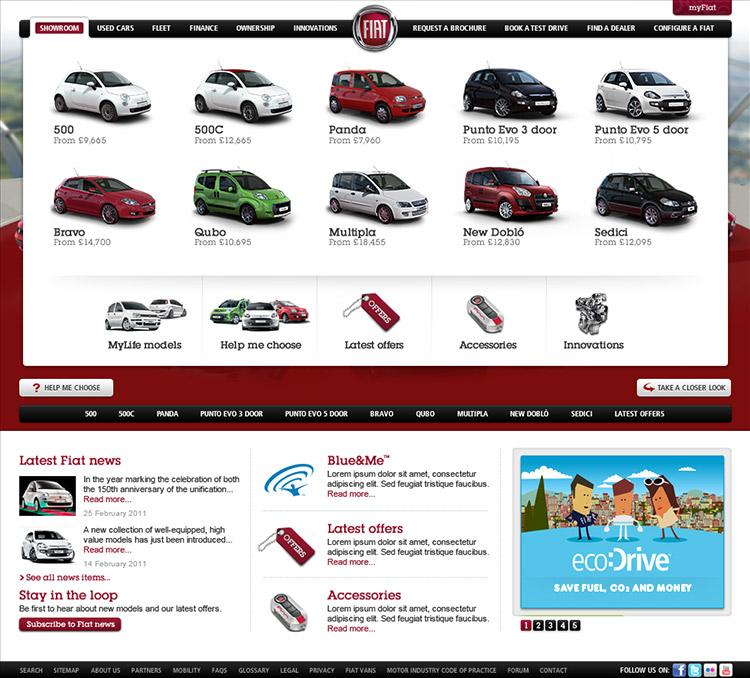 myFiat
SHOWROOM USED CARS FLEET FINANCE OWNERSHIP INNOVATIONS FIAT REQUEST A BROCHURE BOOK A TEST DRIVE FIND A DEALER CONFIGURE A FIAT
500 500C Panda Punto Evo 3 door Punto Evo 5 door
From £9,665 From £12,665 From £7,960 From £10,195 From £10,795
Bravo Qubo Multipla New Dobló Sedici
From £14,700 From £10,695 From £18,455 From £12,830 From £12,095
OFFERS
MyLife models Help me choose Latest offers Accessories Innovations
? HELP ME CHOOSE TAKE A CLOSER LOOK
500 500C PANDA PUNTO EVO 3 DOOR PUNTO EVO 5 DOOR BRAVO QUBO MULTIPLA NEW DOBLÓ SEDICI LATEST OFFERS
Latest Fiat news
In the year marking the celebration of both
the 150th anniversary of the unification...
Read more...
25 February 2011
A new collection of well-equipped, high
value models has just been introduced...
Read more...
14 February 2011
See all news items...
Stay in the loop
Be first to hear about new models and our latest offers.
Subscribe to Fiat news
Blue&Me™
Lorem ipsum dolor sit amet, consectetur
adipiscing elit. Sed feugiat tristique faucibus.
Read more...
OFFERS
Latest offers
Lorem ipsum dolor sit amet, consectetur
adipiscing elit. Sed feugiat tristique faucibus.
Read more...
Accessories
Lorem ipsum dolor sit amet, consectetur
adipiscing elit. Sed feugiat tristique faucibus.
Read more...
eco:Drive™
SAVE FUEL, CO2 AND MONEY
1 2 3 4 5
SEARCH SITEMAP ABOUT US PARTNERS MOBILITY FAQS GLOSSARY LEGAL PRIVACY FIAT VANS MOTOR INDUSTRY CODE OF PRACTICE FORUM CONTACT FOLLOW US ON: